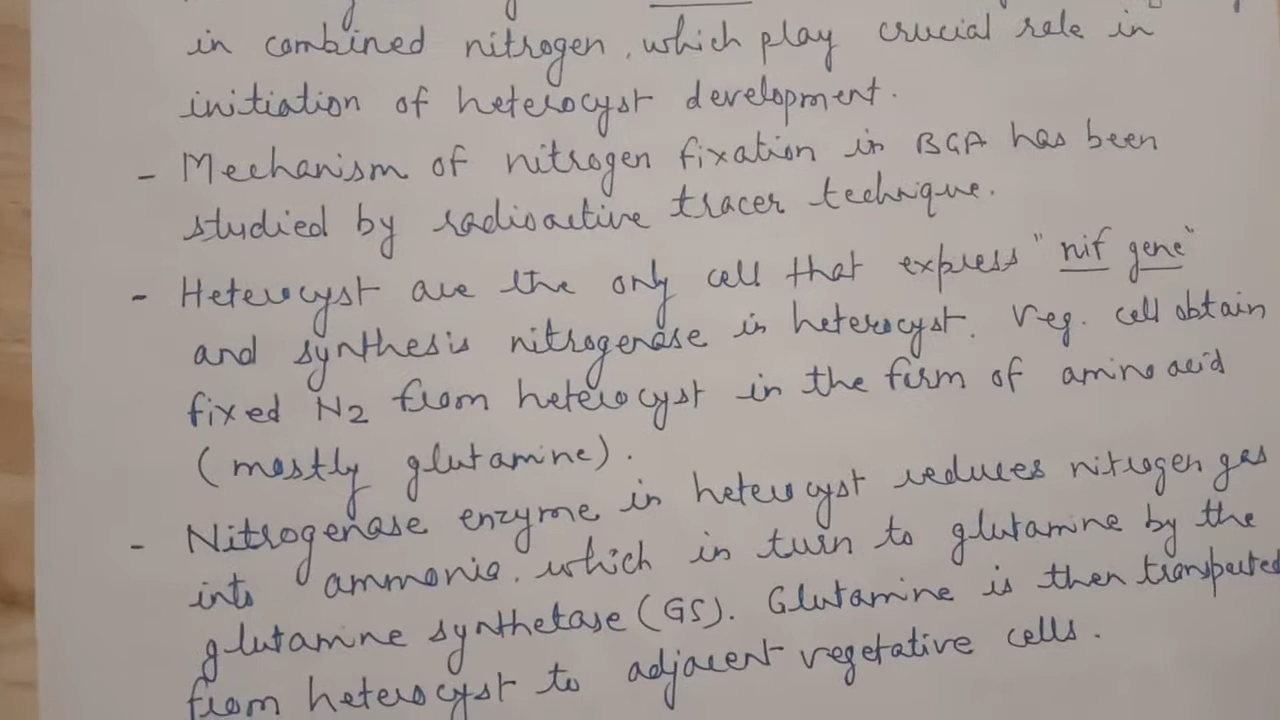 in combined nitrogen, which play crucial role in
initiation of heterocyst development.
- Mechanism of nitrogen fixation in BGA has been
studied by radioactive tracer technique.
- Heterocyst are the only cell that express "nif gene"
and synthesis nitrogenase in heterocyst. Veg. cell obtain
fixed N2 from heterocyst in the form of amino acid
(mostly glutamine).
- Nitrogenase enzyme in heterocyst reduces nitrogen gas
into ammonia, which in turn to glutamine by the
glutamine synthetase (GS). Glutamine is then transported
from heterocyst to adjacent vegetative cells.